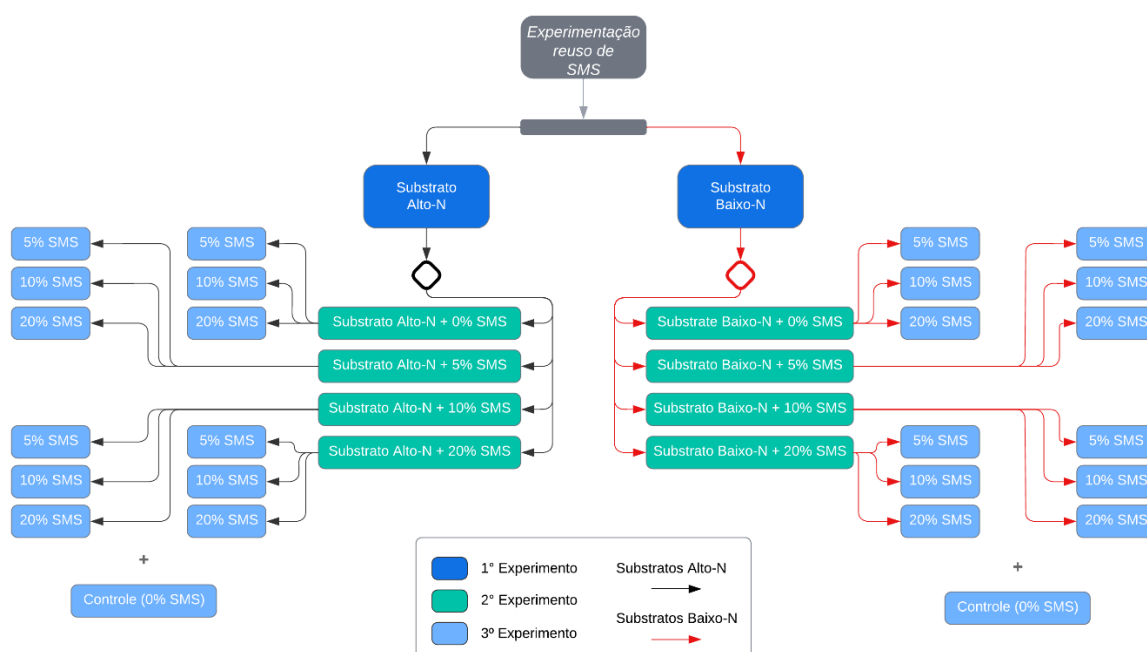 Experimentação
reuso de
SMS
Substrato
Alto-N
Substrato
Baixo-N
5% SMS
5% SMS
5% SMS
5% SMS
10% SMS
10% SMS
10% SMS
10% SMS
20% SMS
20% SMS
Substrato Alto-N + 0% SMS
Substrate Baixo-N + 0% SMS
20% SMS
20% SMS
Substrato Alto-N + 5% SMS
Substrato Baixo-N + 5% SMS
Substrato Alto-N + 10% SMS
Substrato Baixo-N + 10% SMS
5% SMS
5% SMS
Substrato Alto-N + 20% SMS
Substrato Baixo-N + 20% SMS
5% SMS
5% SMS
10% SMS
10% SMS
10% SMS
10% SMS
20% SMS
20% SMS
20% SMS
20% SMS
+
+
Controle (0% SMS)
Controle (0% SMS)
1° Experimento
Substratos Alto-N
2° Experimento
Substratos Baixo-N
3º Experimento